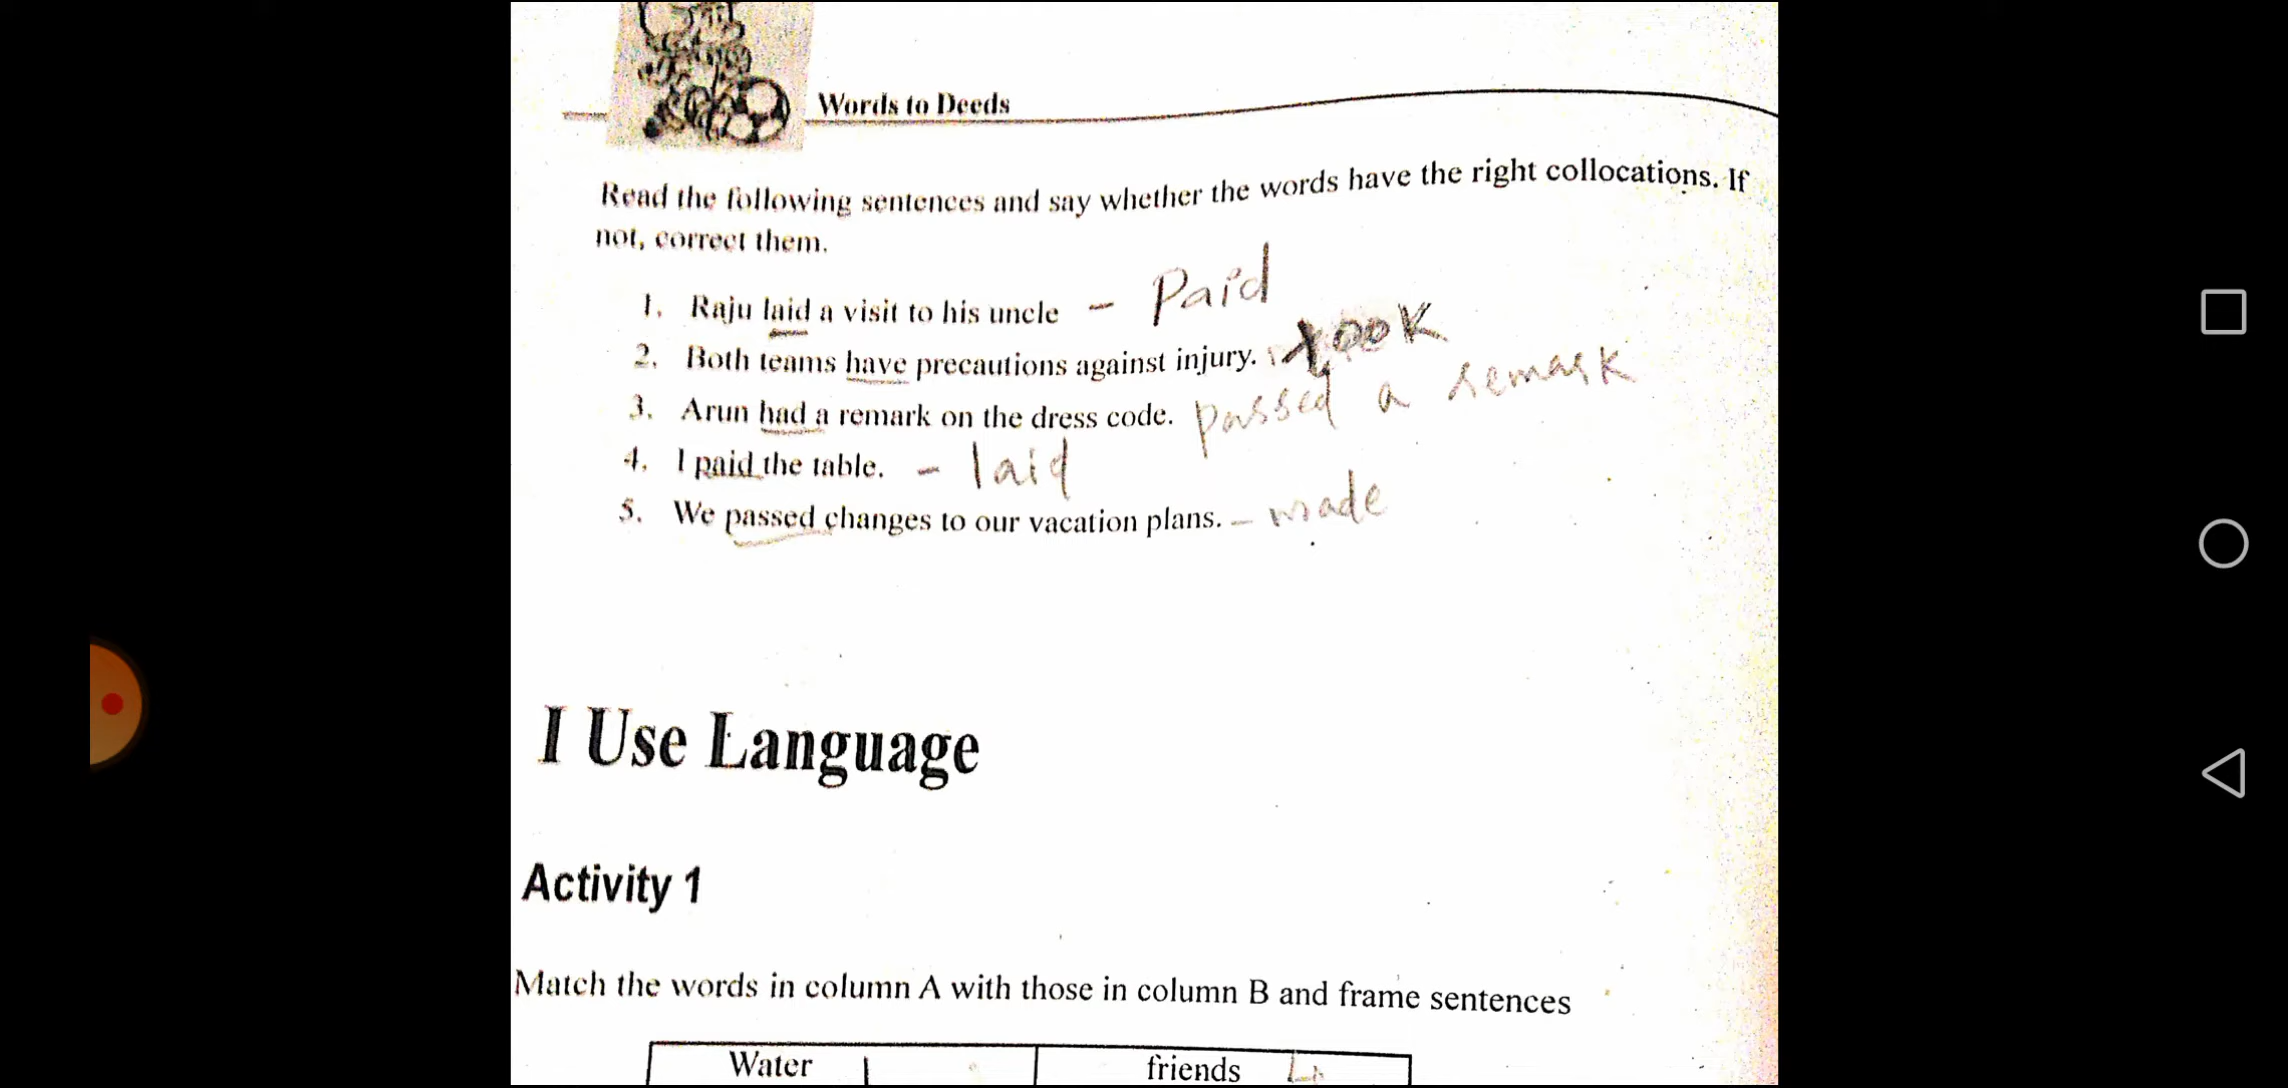 Words to Deeds
Read the following sentences and say whether the words have the right collocations. If
not, correct them.
1. Raju laid a visit to his uncle - Paid
2. Both teams have precautions against injury. took
3. Arun had a remark on the dress code. passed a remark
4. I paid the table. - laid
5. We passed changes to our vacation plans. - made
I Use Language
Activity 1
Match the words in column A with those in column B and frame sentences
Water friends